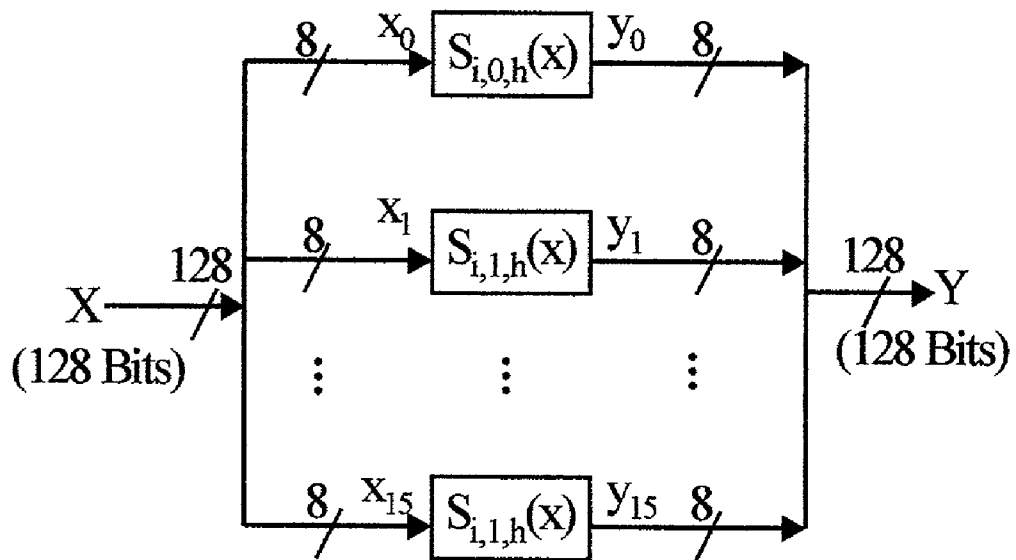 8 x0 Si,0,h(x) y0 8
8 x1 Si,1,h(x) y1 8
128 128
X Y
(128 Bits) (128 Bits)
⋮ ⋮ ⋮
8 x15 Si,1,h(x) y15 8